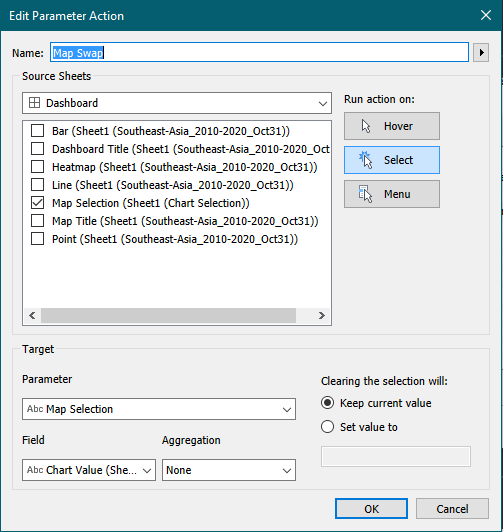 Edit Parameter Action
Name: Map Swap
Source Sheets
Dashboard
Bar (Sheet1 (Southeast-Asia_2010-2020_Oct31))
Dashboard Title (Sheet1 (Southeast-Asia_2010-2020_Oct
Heatmap (Sheet1 (Southeast-Asia_2010-2020_Oct31))
Line (Sheet1 (Southeast-Asia_2010-2020_Oct31))
Map Selection (Sheet1 (Chart Selection))
Map Title (Sheet1 (Southeast-Asia_2010-2020_Oct31))
Point (Sheet1 (Southeast-Asia_2010-2020_Oct31))
Run action on:
Hover
Select
Menu
Target
Parameter
Abc Map Selection
Field Aggregation
Abc Chart Value (She... None
Clearing the selection will:
Keep current value
Set value to
OK Cancel